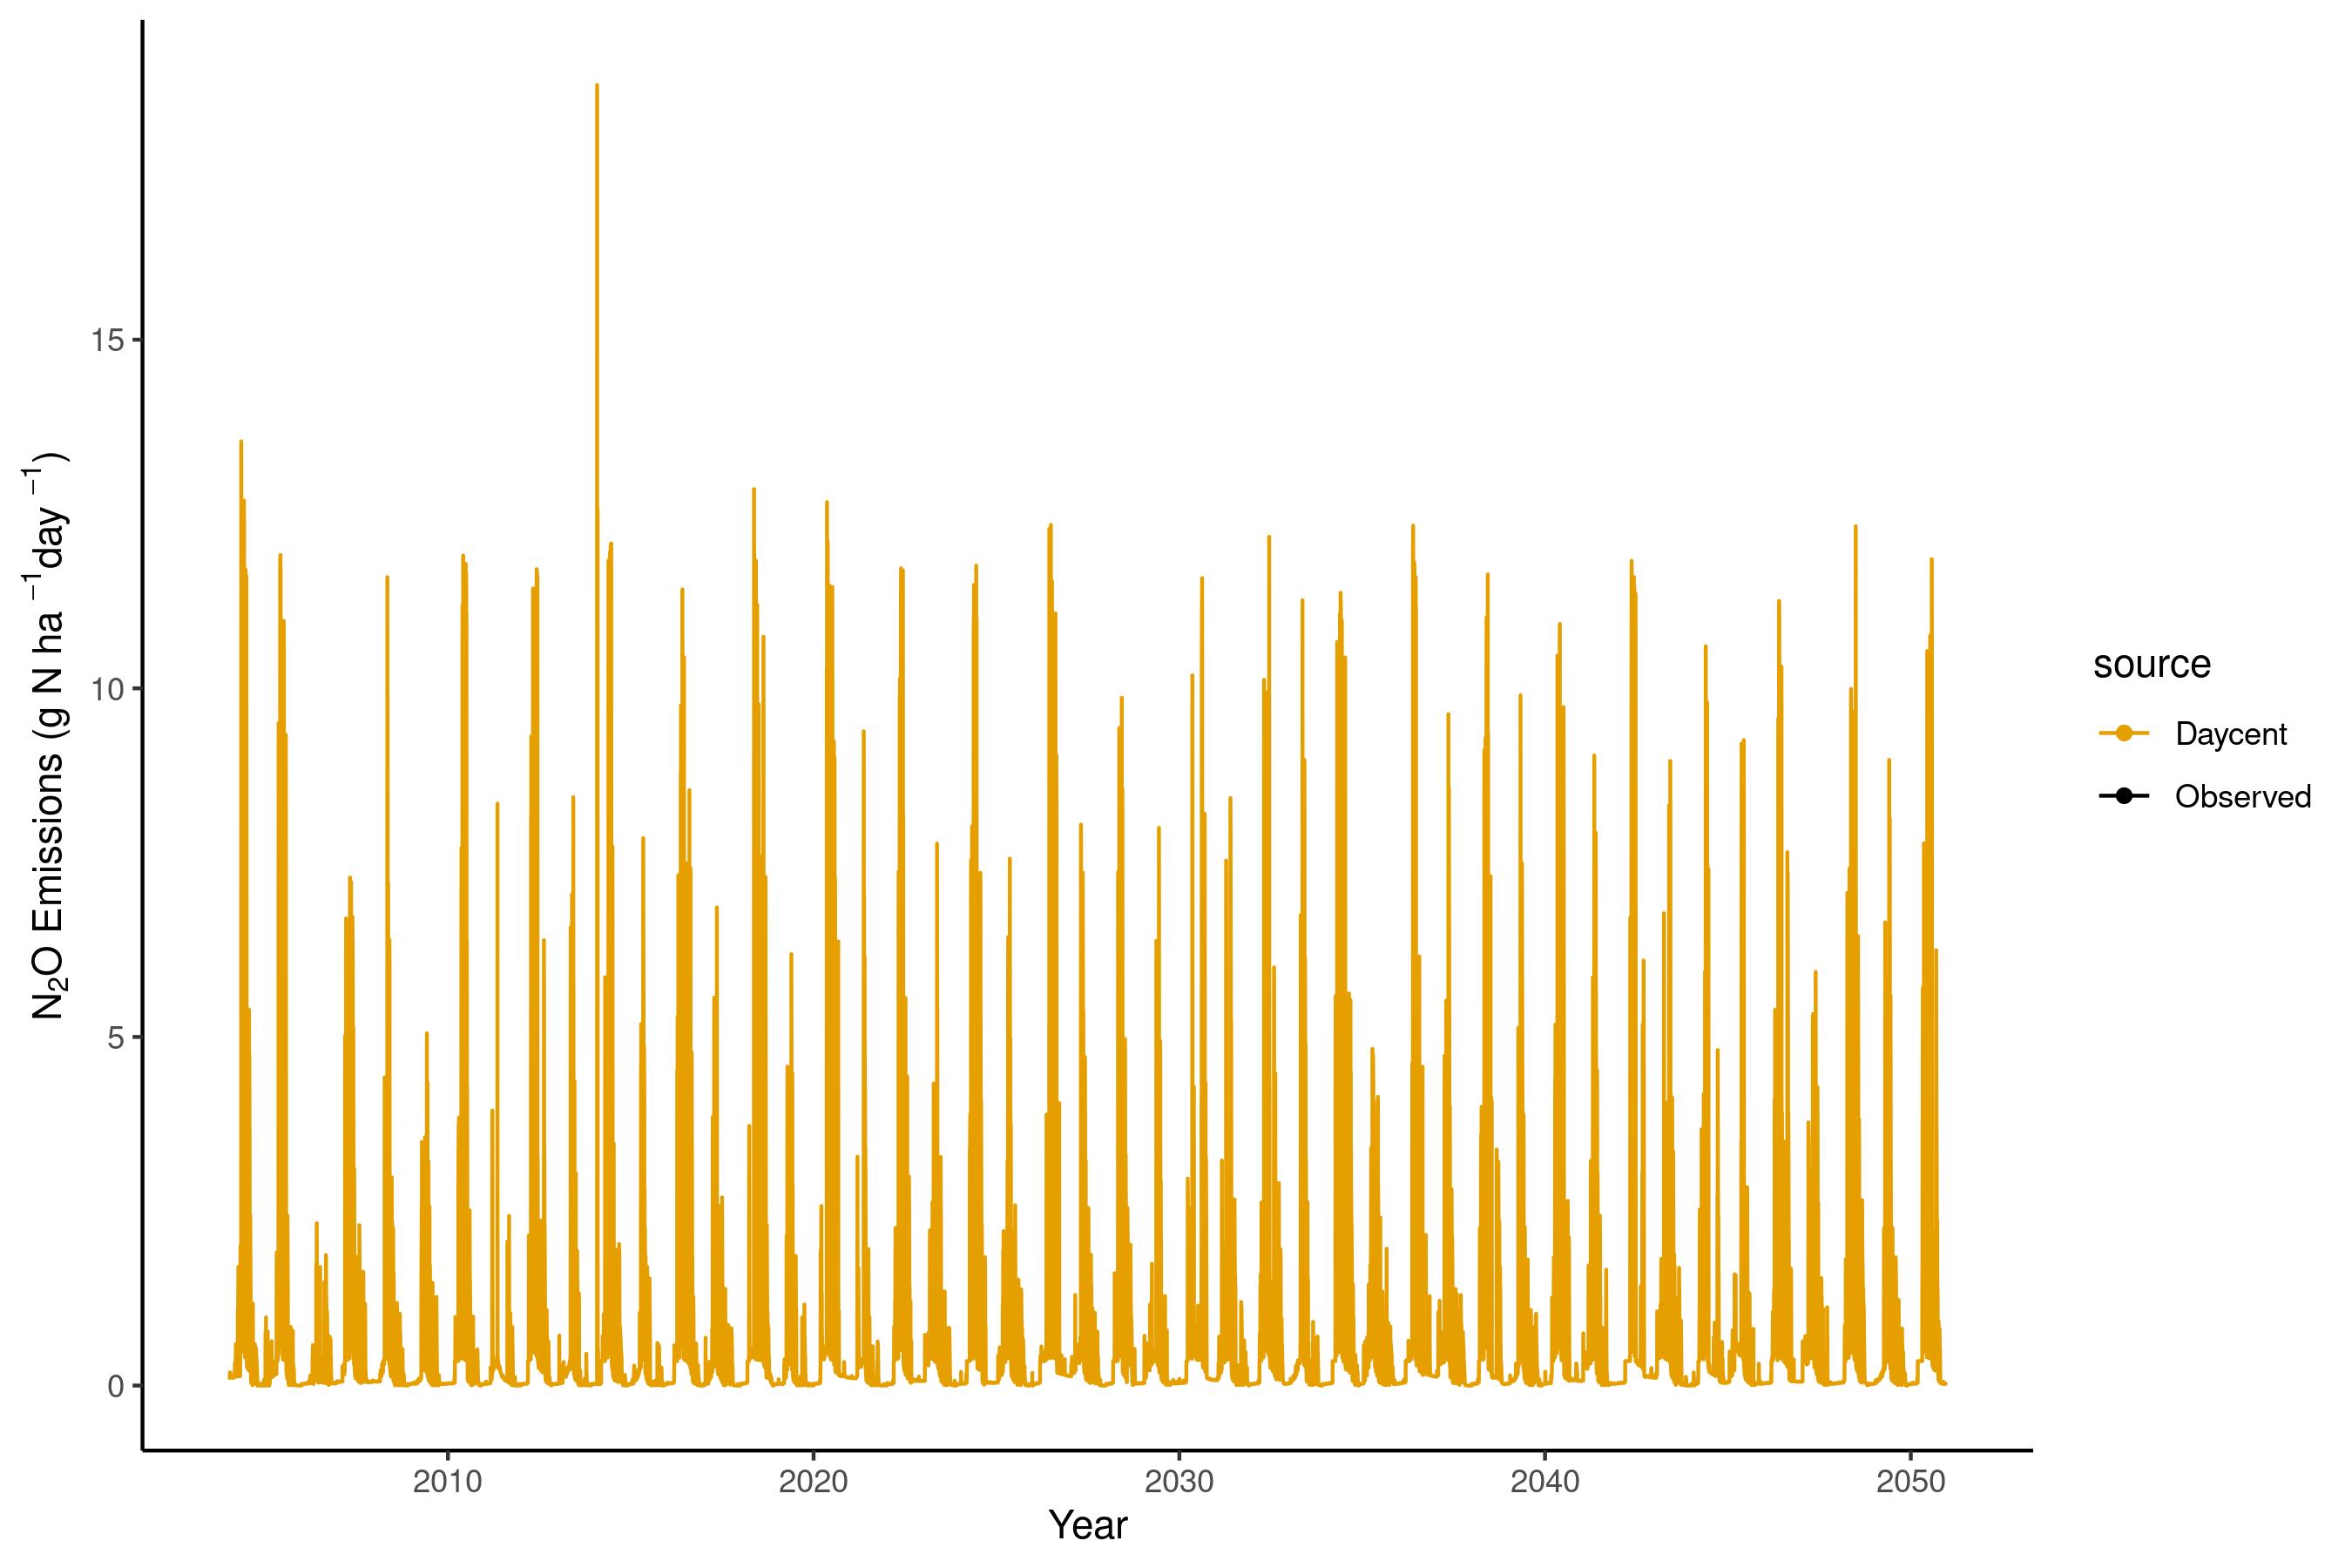 N₂O Emissions (g N ha ⁻¹day ⁻¹)
15
10
5
0
2010 2020 2030 2040 2050
Year
source
Daycent
Observed